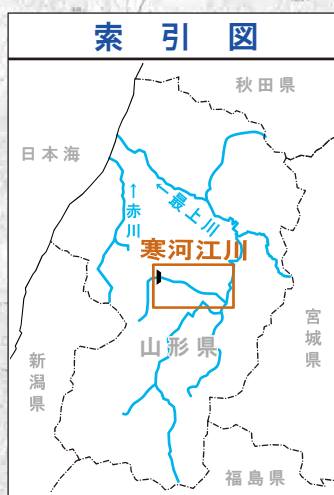 索引図
秋田県
日本海
←最上川
↑赤川
寒河江川
宮城県
山形県
新潟県
福島県